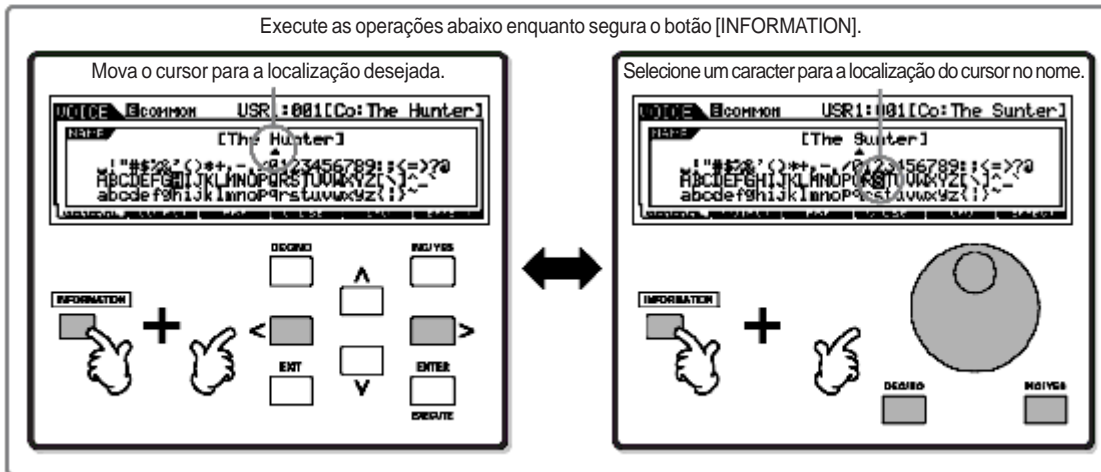 Execute as operações abaixo enquanto segura o botão [INFORMATION].
Mova o cursor para a localização desejada.
VOICE COMMON USR1:001[Co:The Hunter]
NAME
[The Hunter]
_!"#$%&'()*+,-./0123456789:;<=>?@
ABCDEFGHIJKLMNOPQRSTUVWXYZ[\]^_`
abcdefghijklmnopqrstuvwxyz{|}~
DEC/NO
INC/YES
INFORMATION
+
<
>
∧
∨
EXIT
ENTER
EXECUTE
Selecione um caracter para a localização do cursor no nome.
VOICE COMMON USR1:001[Co:The Sunter]
NAME
[The Sunter]
_!"#$%&'()*+,-./0123456789:;<=>?@
ABCDEFGHIJKLMNOPQRSTUVWXYZ[\]^_`
abcdefghijklmnopqrstuvwxyz{|}~
INFORMATION
+
DEC/NO
INC/YES